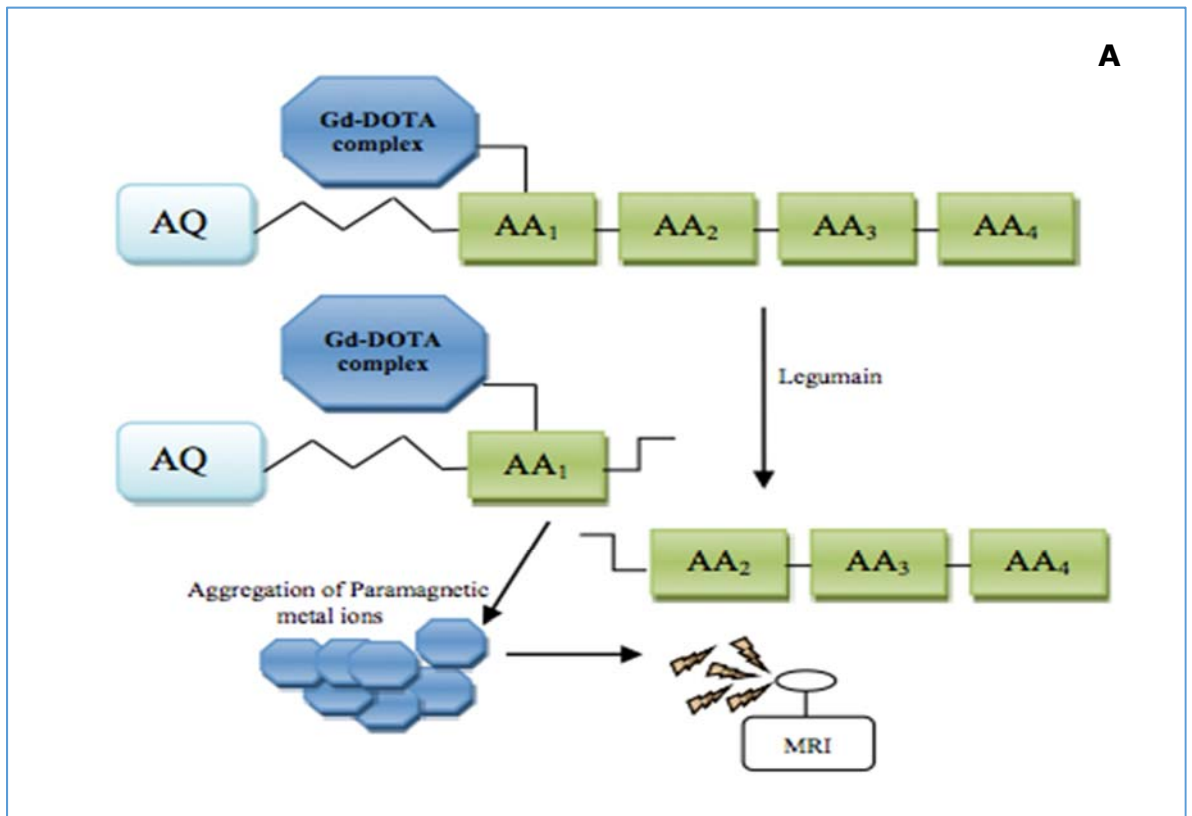 A
Gd-DOTA
complex
AQ
AA₁
AA₂
AA₃
AA₄
Gd-DOTA
complex
Legumain
AQ
AA₁
AA₂
AA₃
AA₄
Aggregation of Paramagnetic
metal ions
MRI